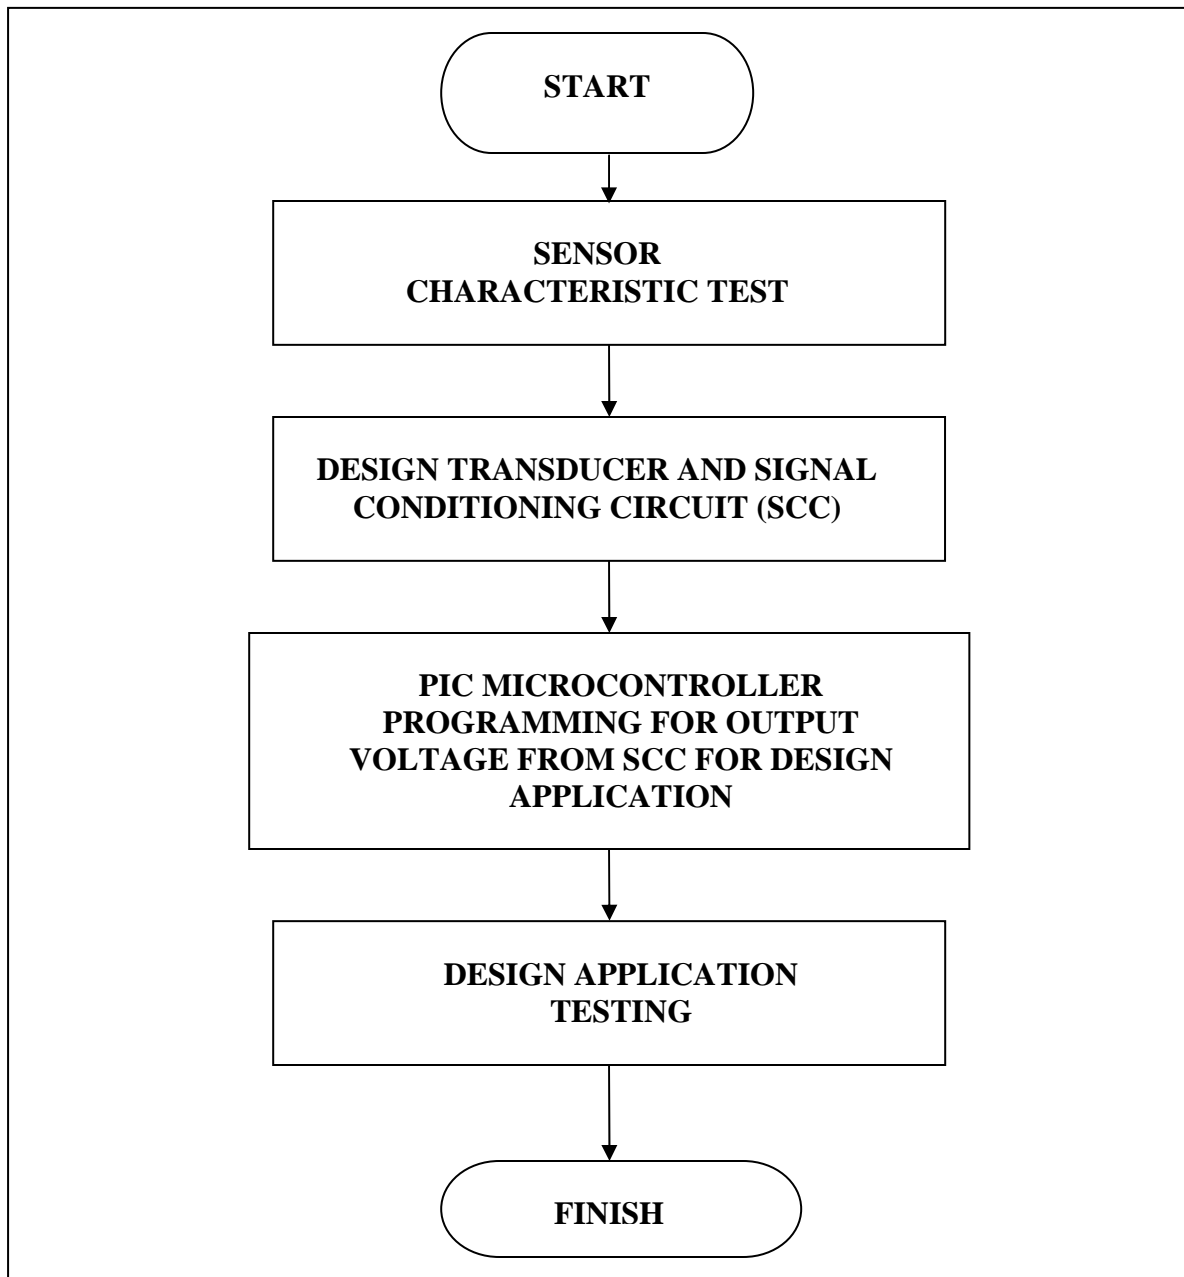 START
SENSOR
CHARACTERISTIC TEST
DESIGN TRANSDUCER AND SIGNAL
CONDITIONING CIRCUIT (SCC)
PIC MICROCONTROLLER
PROGRAMMING FOR OUTPUT
VOLTAGE FROM SCC FOR DESIGN
APPLICATION
DESIGN APPLICATION
TESTING
FINISH